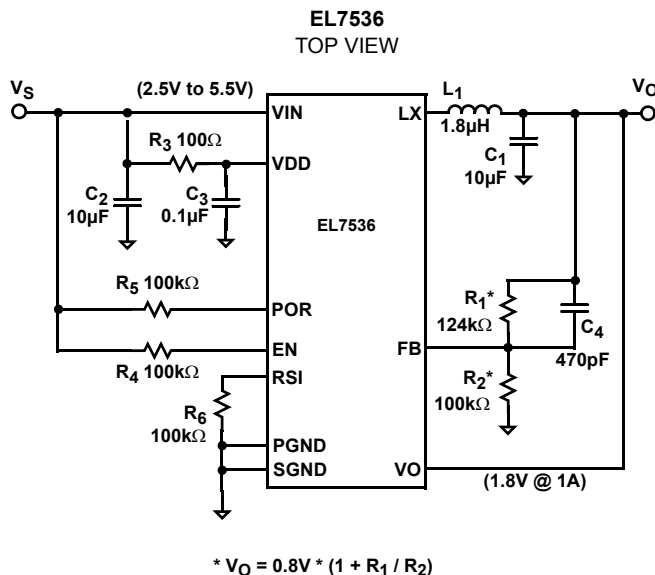 EL7536
TOP VIEW
VS
(2.5V to 5.5V)
VIN
LX
L1
1.8µH
VO
R3 100Ω
VDD
C1
10µF
C2
10µF
C3
0.1µF
EL7536
R5 100kΩ
POR
R1*
124kΩ
C4
470pF
EN
FB
R4 100kΩ
RSI
R2*
100kΩ
R6
100kΩ
PGND
SGND
VO
(1.8V @ 1A)
* VO = 0.8V * (1 + R1 / R2)